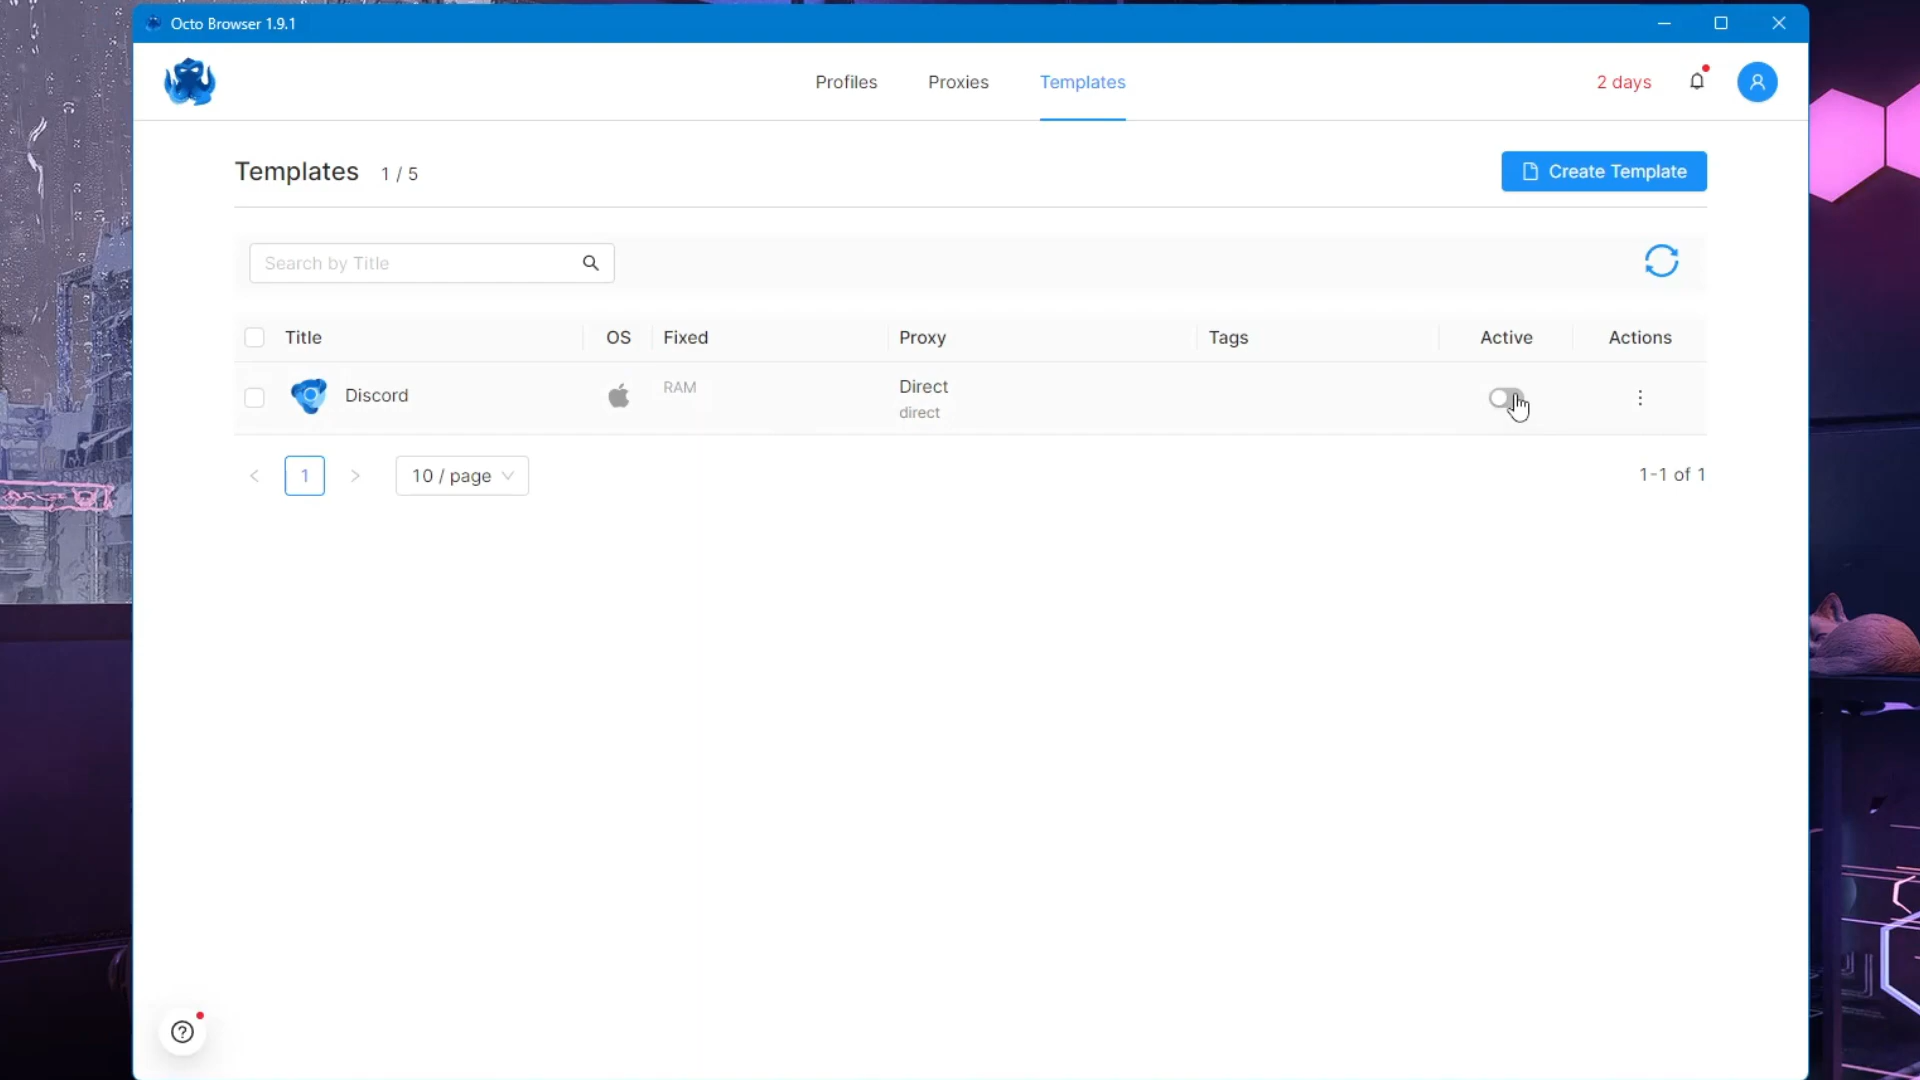 Octo Browser 1.9.1
Profiles
Proxies
Templates
2 days
Templates 1 / 5
Create Template
Search by Title
Title
OS
Fixed
Proxy
Tags
Active
Actions
Discord
RAM
Direct
direct
1
10 / page
1-1 of 1